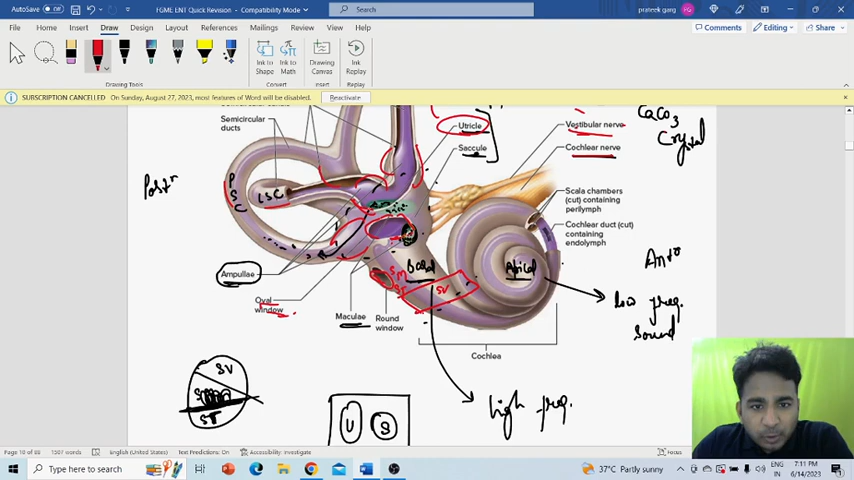 AutoSave Off
FGME ENT Quick Revision - Compatibility Mode
Search
prateek garg
FG
File Home Insert Draw Design Layout References Mailings Review View Help
Comments Editing Share
Ink to Shape
Ink to Math
Drawing Canvas
Ink Replay
Drawing Tools
Convert
Insert
Replay
SUBSCRIPTION CANCELLED On Sunday, August 27, 2023, most features of Word will be disabled.
Reactivate
Semicircular ducts
Utricle
Saccule
Vestibular nerve
Cochlear nerve
CaCO3
Crystal
Scala chambers (cut) containing perilymph
Cochlear duct (cut) containing endolymph
Post
P
S
C
LSC
Ampullae
Oval window
Maculae
Round window
Cochlea
SM
ST
SV
Basal
Apical
Ant
low freq.
sound
high freq.
SV
ST
U
S
Page 10 of 88 1507 words English (United States) Text Predictions: On Accessibility: Investigate
Focus
Type here to search
37°C Partly sunny
ENG
IN
7:11 PM
6/14/2023